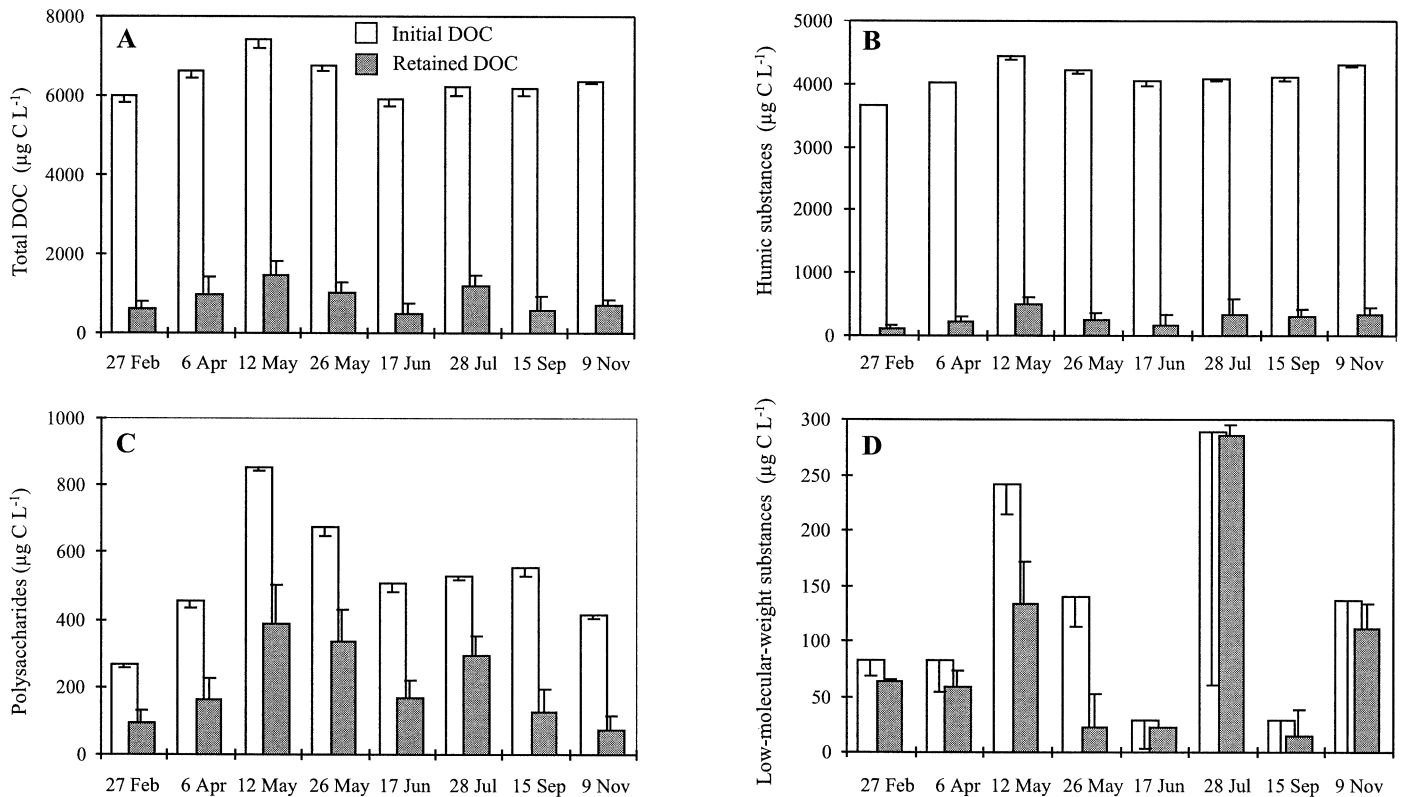 A
Initial DOC
Retained DOC
Total DOC (µg C L-1)
8000
6000
4000
2000
0
27 Feb 6 Apr 12 May 26 May 17 Jun 28 Jul 15 Sep 9 Nov
B
Humic substances (µg C L-1)
5000
4000
3000
2000
1000
0
27 Feb 6 Apr 12 May 26 May 17 Jun 28 Jul 15 Sep 9 Nov
C
Polysaccharides (µg C L-1)
1000
800
600
400
200
0
27 Feb 6 Apr 12 May 26 May 17 Jun 28 Jul 15 Sep 9 Nov
D
Low-molecular-weight substances (µg C L-1)
300
250
200
150
100
50
0
27 Feb 6 Apr 12 May 26 May 17 Jun 28 Jul 15 Sep 9 Nov